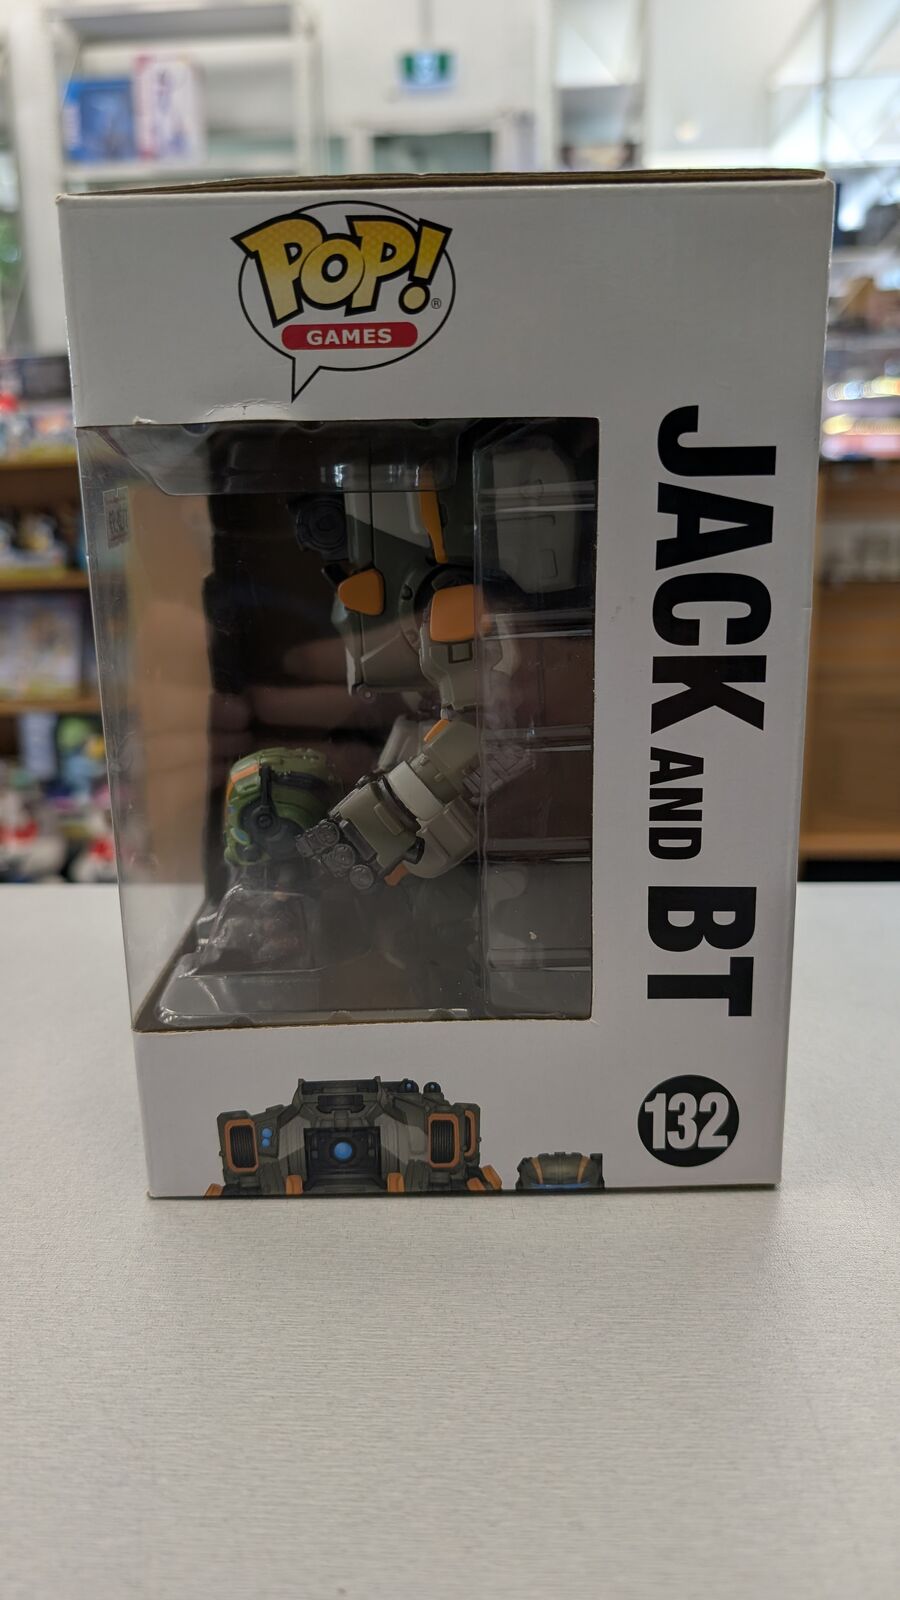 POP!®
GAMES
JACK AND BT
132